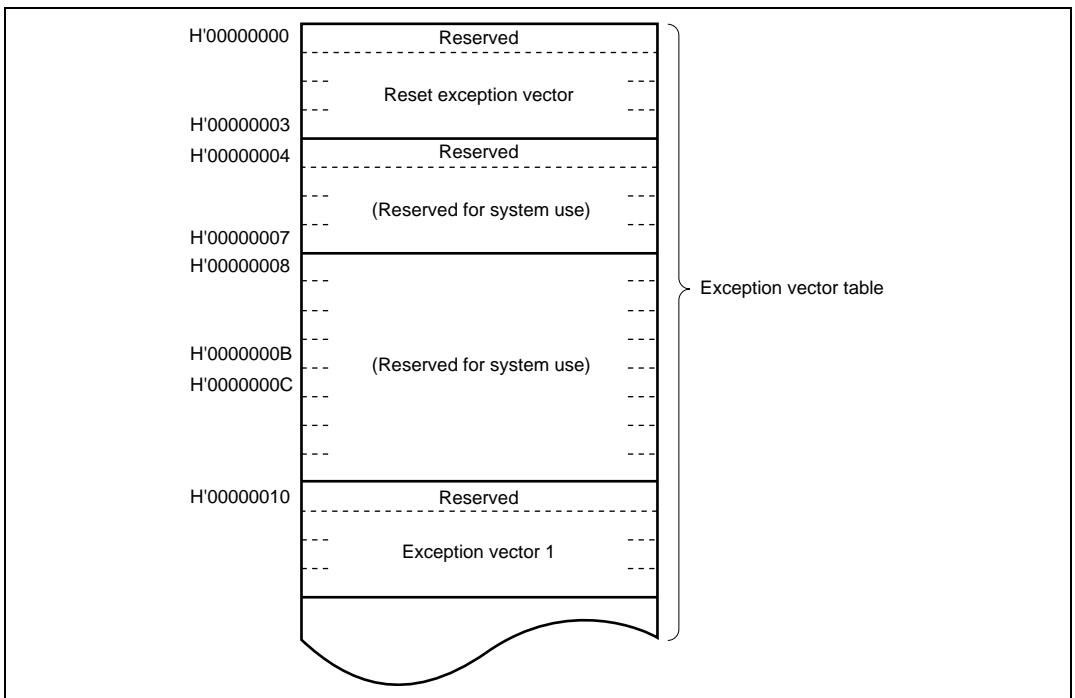 H'00000000
Reserved
Reset exception vector
H'00000003
H'00000004
Reserved
(Reserved for system use)
H'00000007
H'00000008
Exception vector table
H'0000000B
(Reserved for system use)
H'0000000C
H'00000010
Reserved
Exception vector 1